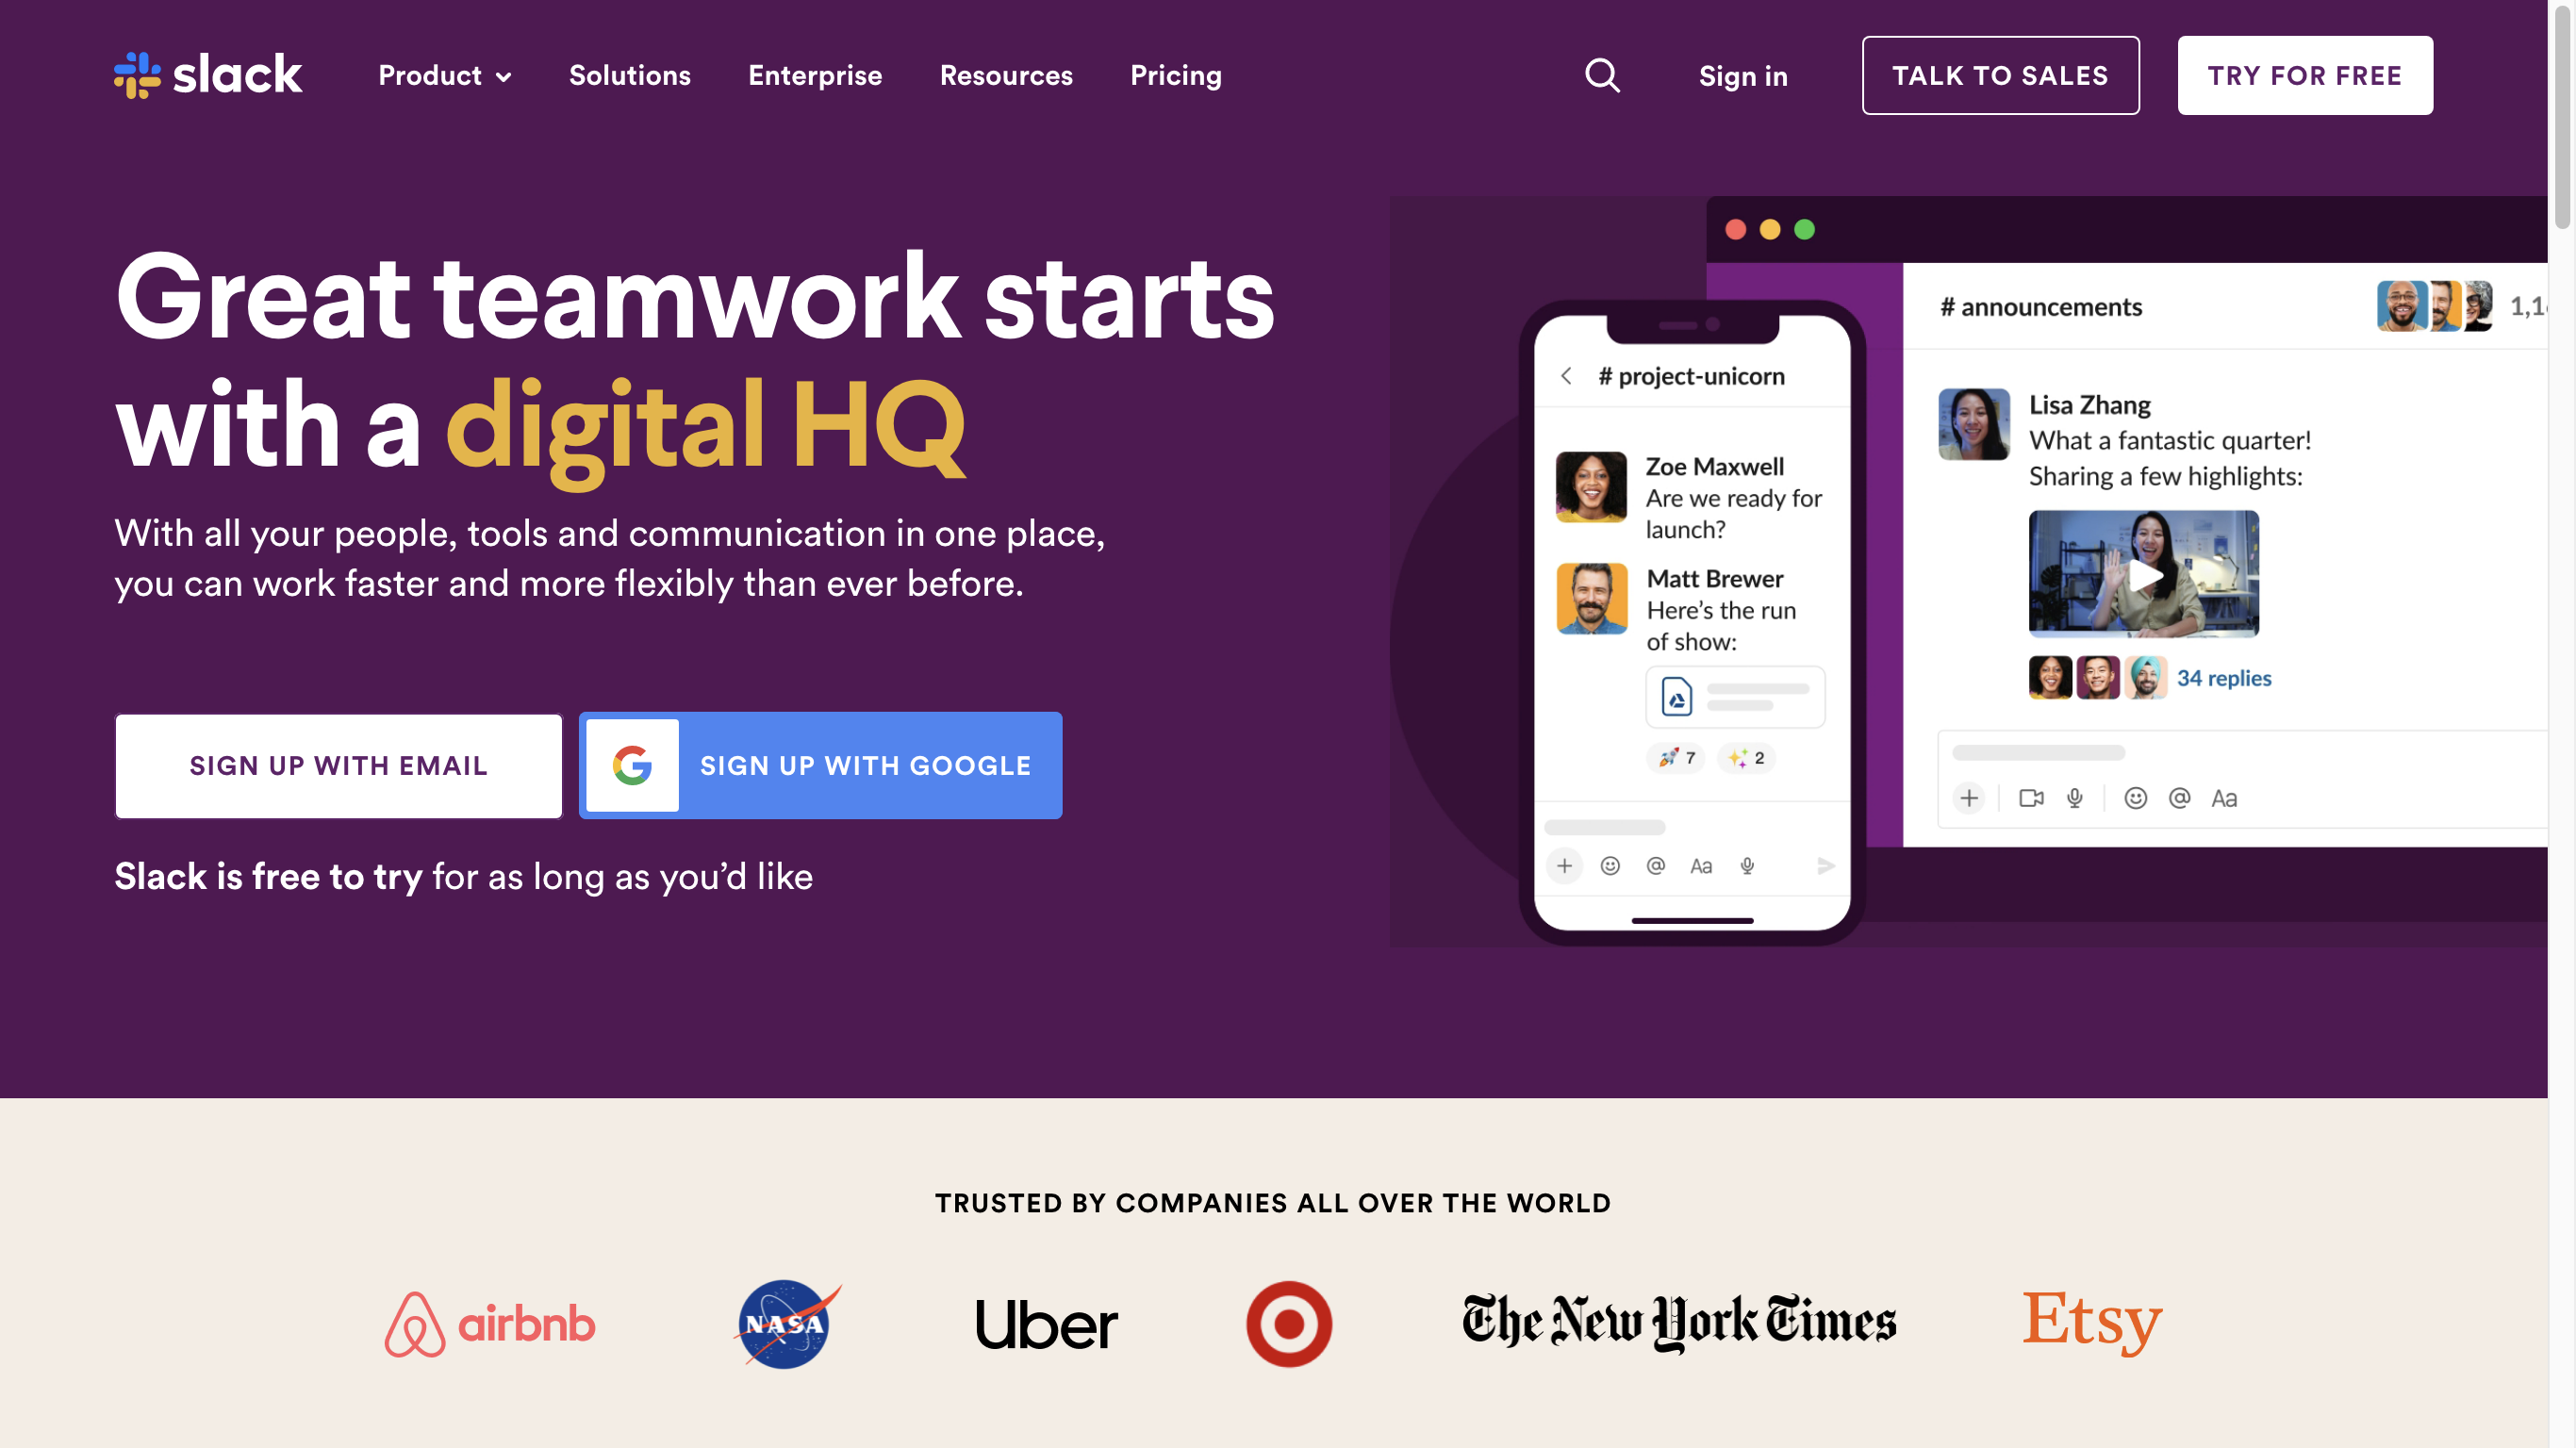 slack
Product
Solutions
Enterprise
Resources
Pricing
Sign in
TALK TO SALES
TRY FOR FREE
Great teamwork starts
with a digital HQ
With all your people, tools and communication in one place,
you can work faster and more flexibly than ever before.
SIGN UP WITH EMAIL
G SIGN UP WITH GOOGLE
Slack is free to try for as long as you’d like
# project-unicorn
Zoe Maxwell
Are we ready for
launch?
Matt Brewer
Here’s the run
of show:
7
2
@ Aa
# announcements
Lisa Zhang
What a fantastic quarter!
Sharing a few highlights:
34 replies
@ Aa
TRUSTED BY COMPANIES ALL OVER THE WORLD
airbnb
NASA
Uber
The New York Times
Etsy